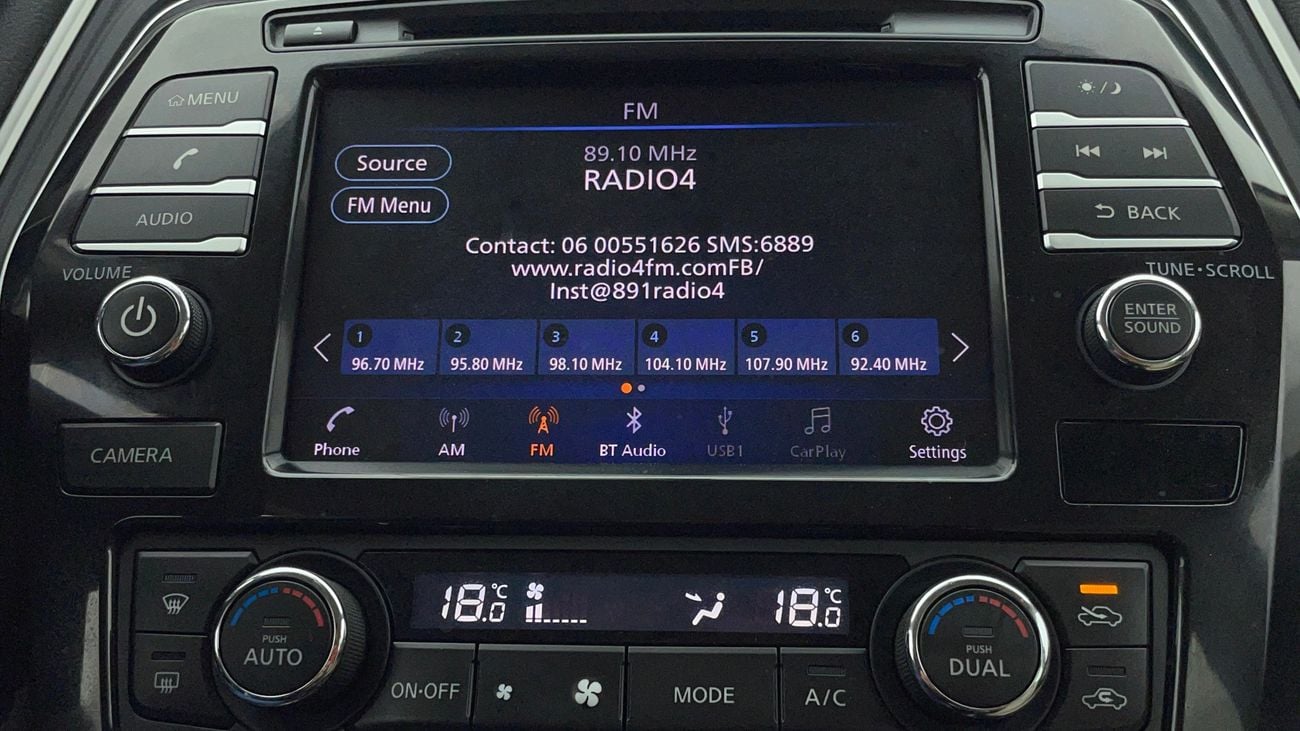 MENU
AUDIO
VOLUME
CAMERA
FM
Source
FM Menu
89.10 MHz
RADIO4
Contact: 06 00551626 SMS:6889
www.radio4fm.comFB/
Inst@891radio4
1 2 3 4 5 6
96.70 MHz 95.80 MHz 98.10 MHz 104.10 MHz 107.90 MHz 92.40 MHz
Phone AM FM BT Audio USB1 CarPlay Settings
BACK
TUNE·SCROLL
ENTER
SOUND
18.0 °C 18.0 °C
PUSH
AUTO
ON·OFF
MODE
A/C
PUSH
DUAL